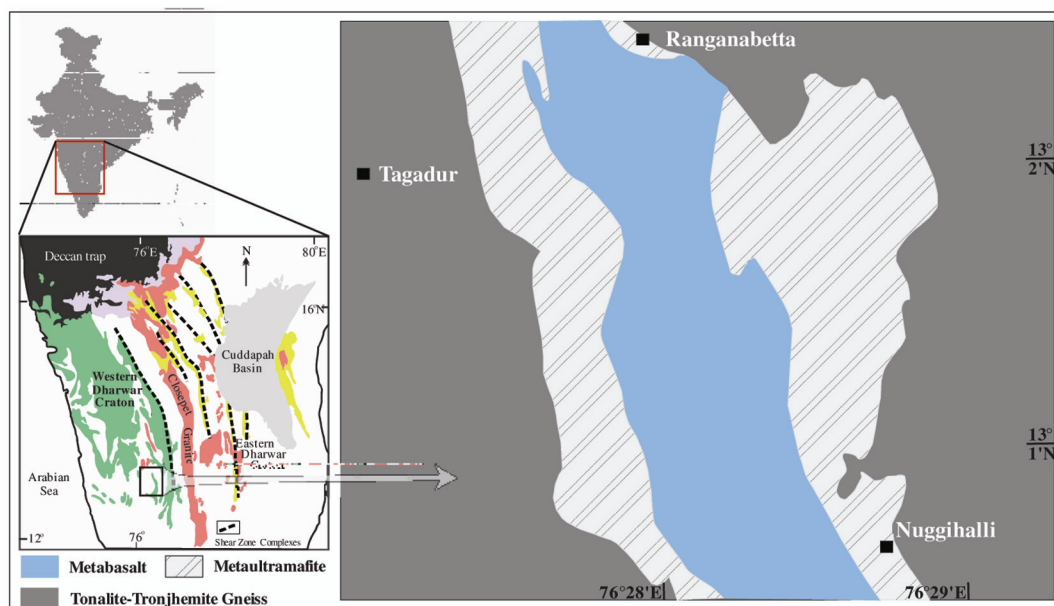 Deccan trap
76°E
80°E
N
16°N
Cuddapah
Basin
Western
Dharwar
Craton
Closepet
Granite
Eastern
Dharwar
Arabian
Sea
12°
76°
Shear Zone Complexes
Ranganabetta
Tagadur
13°
2'N
13°
1'N
Nuggihalli
76°28'E
76°29'E
Metabasalt
Metaultramafite
Tonalite-Tronjhemite Gneiss